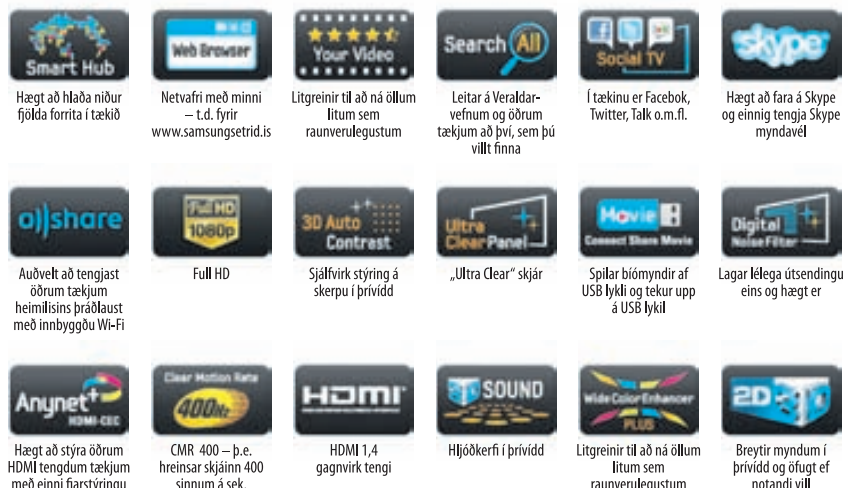 Smart Hub
Hægt að hlaða niður
fjölda forrita í tækið
Web Browser
Netvafri með minni
– t.d. fyrir
www.samsungsetrid.is
Your Video
Litgreinir til að ná öllum
litum sem
raunverulegustum
Search All
Leitar á Veraldar-
vefnum og öðrum
tækjum að því, sem þú
villt finna
Social TV
Í tækinu er Facebok,
Twitter, Talk o.m.fl.
skype
Hægt að fara á Skype
og einnig tengja Skype
myndavél
allshare
Auðvelt að tengjast
öðrum tækjum
heimilisins þráðlaust
með innbyggðu Wi-Fi
Full HD
1080p
Full HD
3D Auto
Contrast
Sjálfvirk stýring á
skerpu í þrívídd
Ultra
Clear Panel
„Ultra Clear“ skjár
Movie
Connect Share Movie
Spilar bíómyndir af
USB lykli og tekur upp
á USB lykil
Digital
Noise Filter
Lagar lélega útsendingu
eins og hægt er
Anynet+
HDMI-CEC
Hægt að stýra öðrum
HDMI tengdum tækjum
með einni fjarstýringu
Clear Motion Rate
400Hz
CMR 400 – þ.e.
hreinsar skjáinn 400
sinnum á sek.
HDMI
HDMI 1,4
gagnvirk tengi
3D SOUND
Hljóðkerfi í þrívídd
Wide Color Enhancer
PLUS
Litgreinir til að ná öllum
litum sem
raunverulegustum
2D 3D
Breytir myndum í
þrívídd og öfugt ef
notandi vill